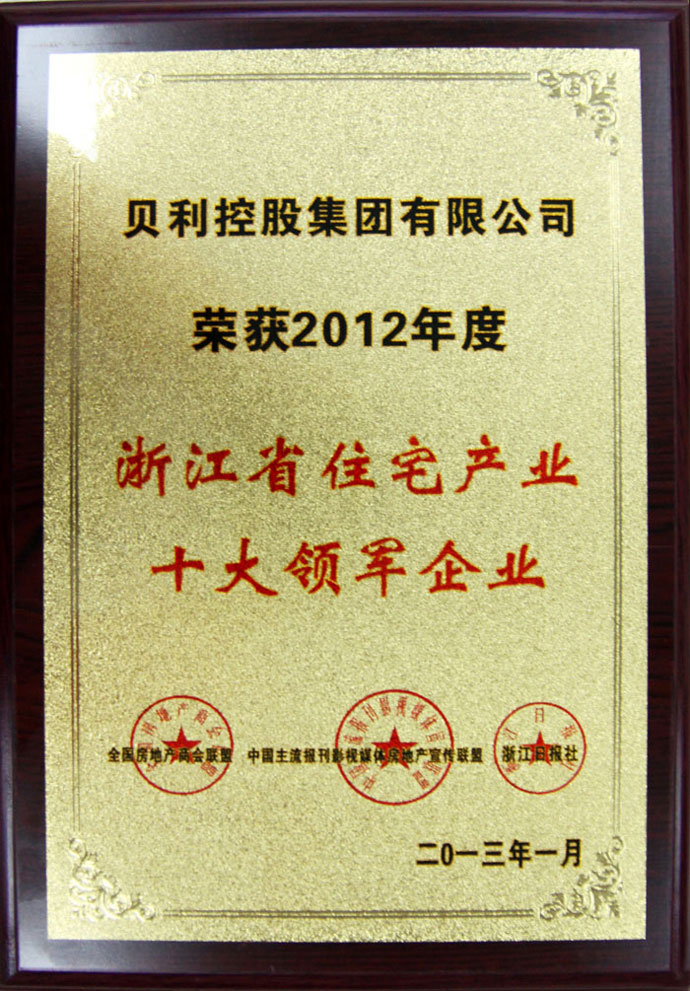 贝利控股集团有限公司
荣获2012年度
浙江省住宅产业
十大领军企业
全国房地产商会联盟 中国主流报刊影视媒体房地产宣传联盟 浙江日报社
二0一三年一月